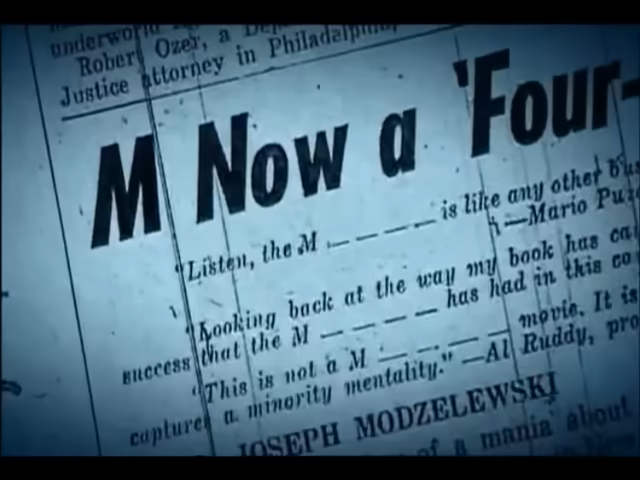 underworld
Robert Ozer, a
Justice attorney in Philadelphia,
M Now a 'Four-
"Listen, the M _ _ _ _ is like any other
—Mario
"Looking back at the way my book has
success that the M _ _ _ _ has had in this
"This is not a M _ _ _ _ movie. It is
captures a minority mentality." —Al Ruddy,
JOSEPH MODZELEWSKI
of a mania' about